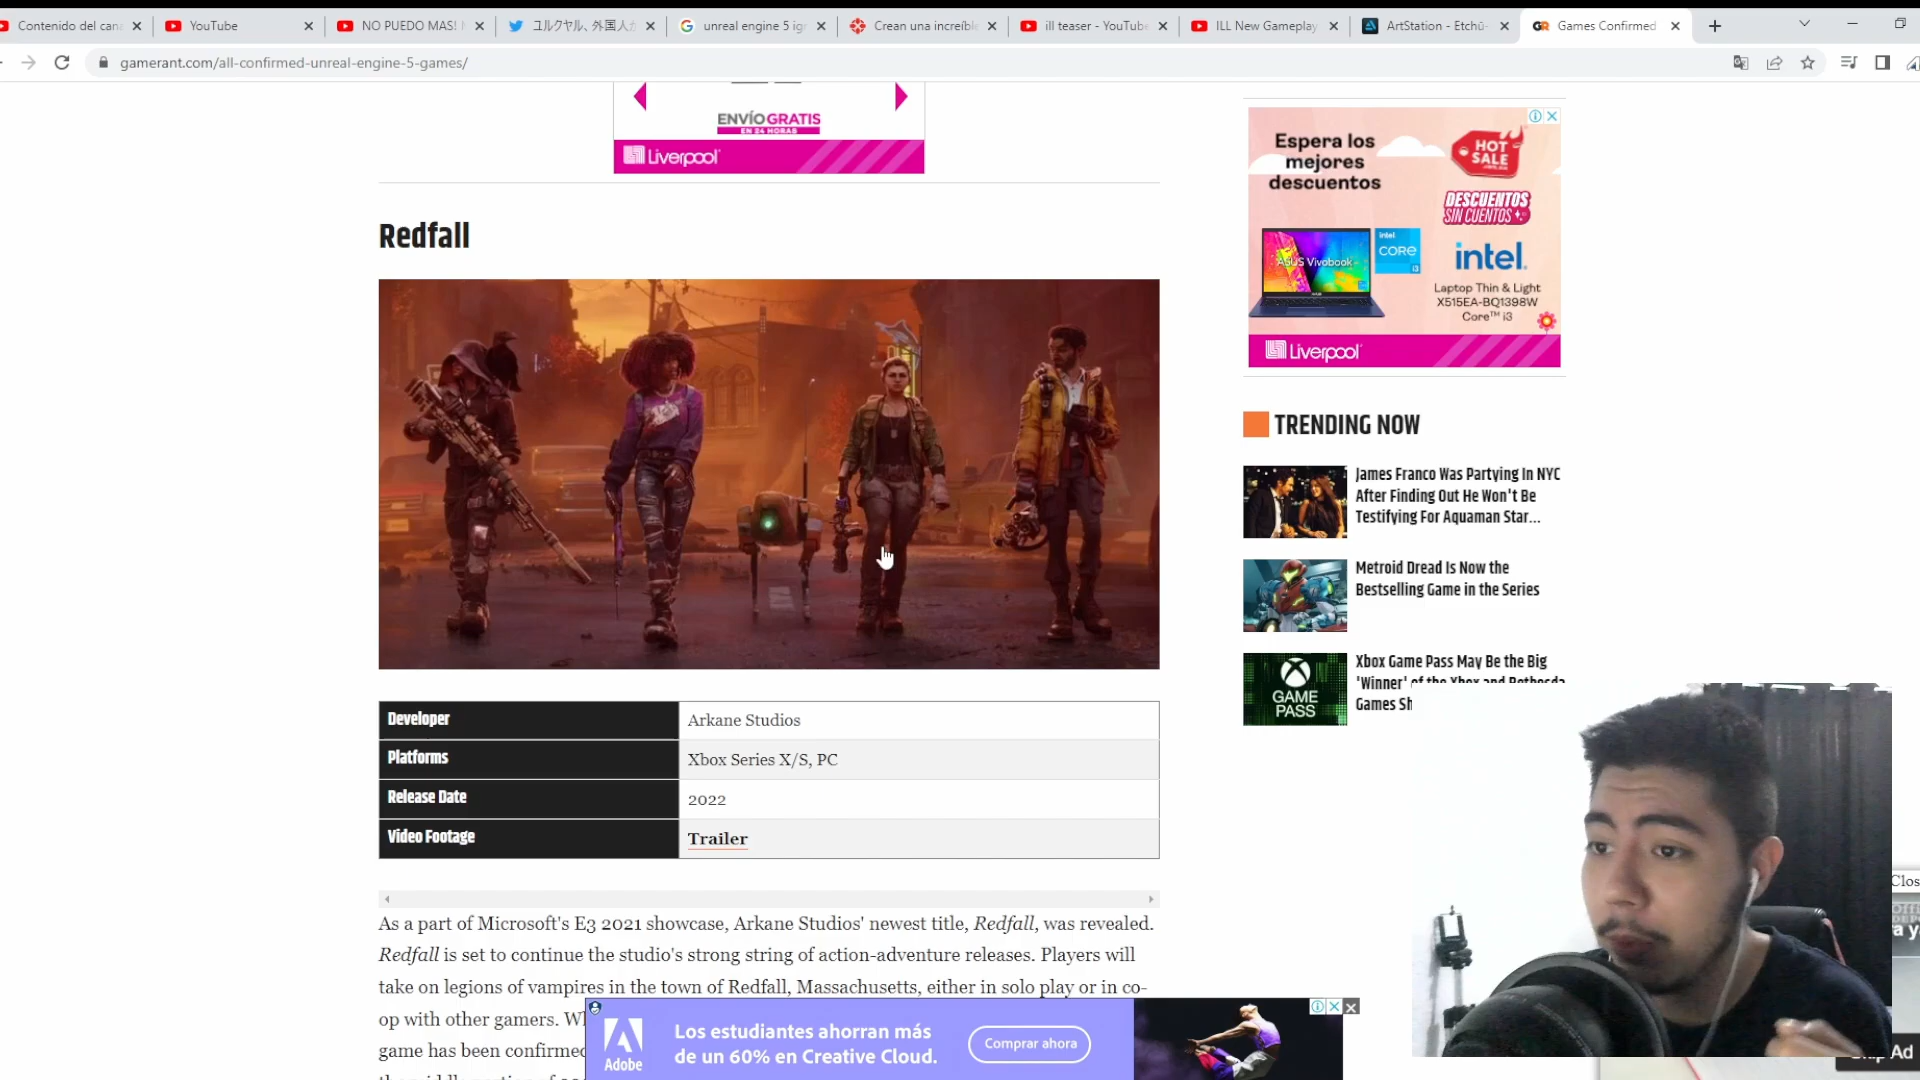 Contenido del cana
YouTube
NO PUEDO MAS!
ユルクヤル、外国人か
unreal engine 5 ign
Crean una increíble
ill teaser - YouTube
ILL New Gameplay
ArtStation - Etchū-
Games Confirmed
gamerant.com/all-confirmed-unreal-engine-5-games/
ENVÍO GRATIS
EN 24 HORAS
Liverpool
Espera los
mejores
descuentos
HOT
SALE
DESCUENTOS
SIN CUENTOS
ASUS Vivobook
intel
CORE
i3
intel.
Laptop Thin & Light
X515EA-BQ1398W
Core™ i3
Liverpool
Redfall
TRENDING NOW
James Franco Was Partying In NYC
After Finding Out He Won't Be
Testifying For Aquaman Star...
Metroid Dread Is Now the
Bestselling Game in the Series
GAME
PASS
Xbox Game Pass May Be the Big
'Winner' of the Xbox and Bethesda
Games Sh
Developer Arkane Studios
Platforms Xbox Series X/S, PC
Release Date 2022
Video Footage Trailer
As a part of Microsoft's E3 2021 showcase, Arkane Studios' newest title, Redfall, was revealed.
Redfall is set to continue the studio's strong string of action-adventure releases. Players will
take on legions of vampires in the town of Redfall, Massachusetts, either in solo play or in co-
op with other gamers. Wh
game has been confirmed
Adobe
Los estudiantes ahorran más
de un 60% en Creative Cloud.
Comprar ahora
Clos
Ad